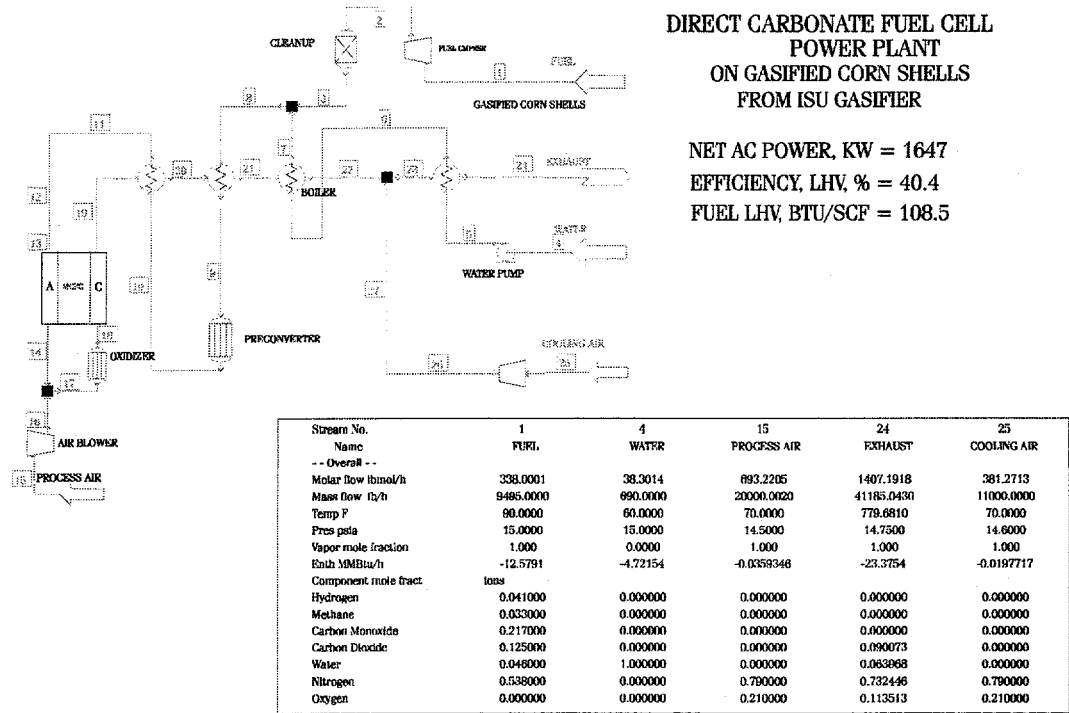 DIRECT CARBONATE FUEL CELL
POWER PLANT
ON GASIFIED CORN SHELLS
FROM ISU GASIFIER
NET AC POWER, KW = 1647
EFFICIENCY, LHV, % = 40.4
FUEL LHV, BTU/SCF = 108.5
2
CLEANUP
1
FUEL
GASIFIED CORN SHELLS
8
3
11
7
20
21
22
EXHAUST
BOILER
12
19
13
4
WATER PUMP
A
C
PRECONVERTER
14
OXIDIZER
17
COOLING AIR
AIR BLOWER
PROCESS AIR
Stream No. 1 4 15 24 25
Name FUEL WATER PROCESS AIR EXHAUST COOLING AIR
-- Overall --
Molar flow lbmol/h 338.0001 38.3014 693.2205 1407.1918 381.2713
Mass flow lb/h 9495.0000 690.0000 20000.0020 41185.0430 11000.0000
Temp F 90.0000 60.0000 70.0000 779.6810 70.0000
Pres psia 15.0000 15.0000 14.5000 14.7500 14.6000
Vapor mole fraction 1.000 0.0000 1.000 1.000 1.000
Enth MMBtu/h -12.5791 -4.72154 -0.0359346 -23.3754 -0.0197717
Component mole fract ions
Hydrogen 0.041000 0.000000 0.000000 0.000000 0.000000
Methane 0.033000 0.000000 0.000000 0.000000 0.000000
Carbon Monoxide 0.217000 0.000000 0.000000 0.000000 0.000000
Carbon Dioxide 0.125000 0.000000 0.000000 0.090073 0.000000
Water 0.046000 1.000000 0.000000 0.063968 0.000000
Nitrogen 0.538000 0.000000 0.790000 0.732446 0.790000
Oxygen 0.000000 0.000000 0.210000 0.113513 0.210000